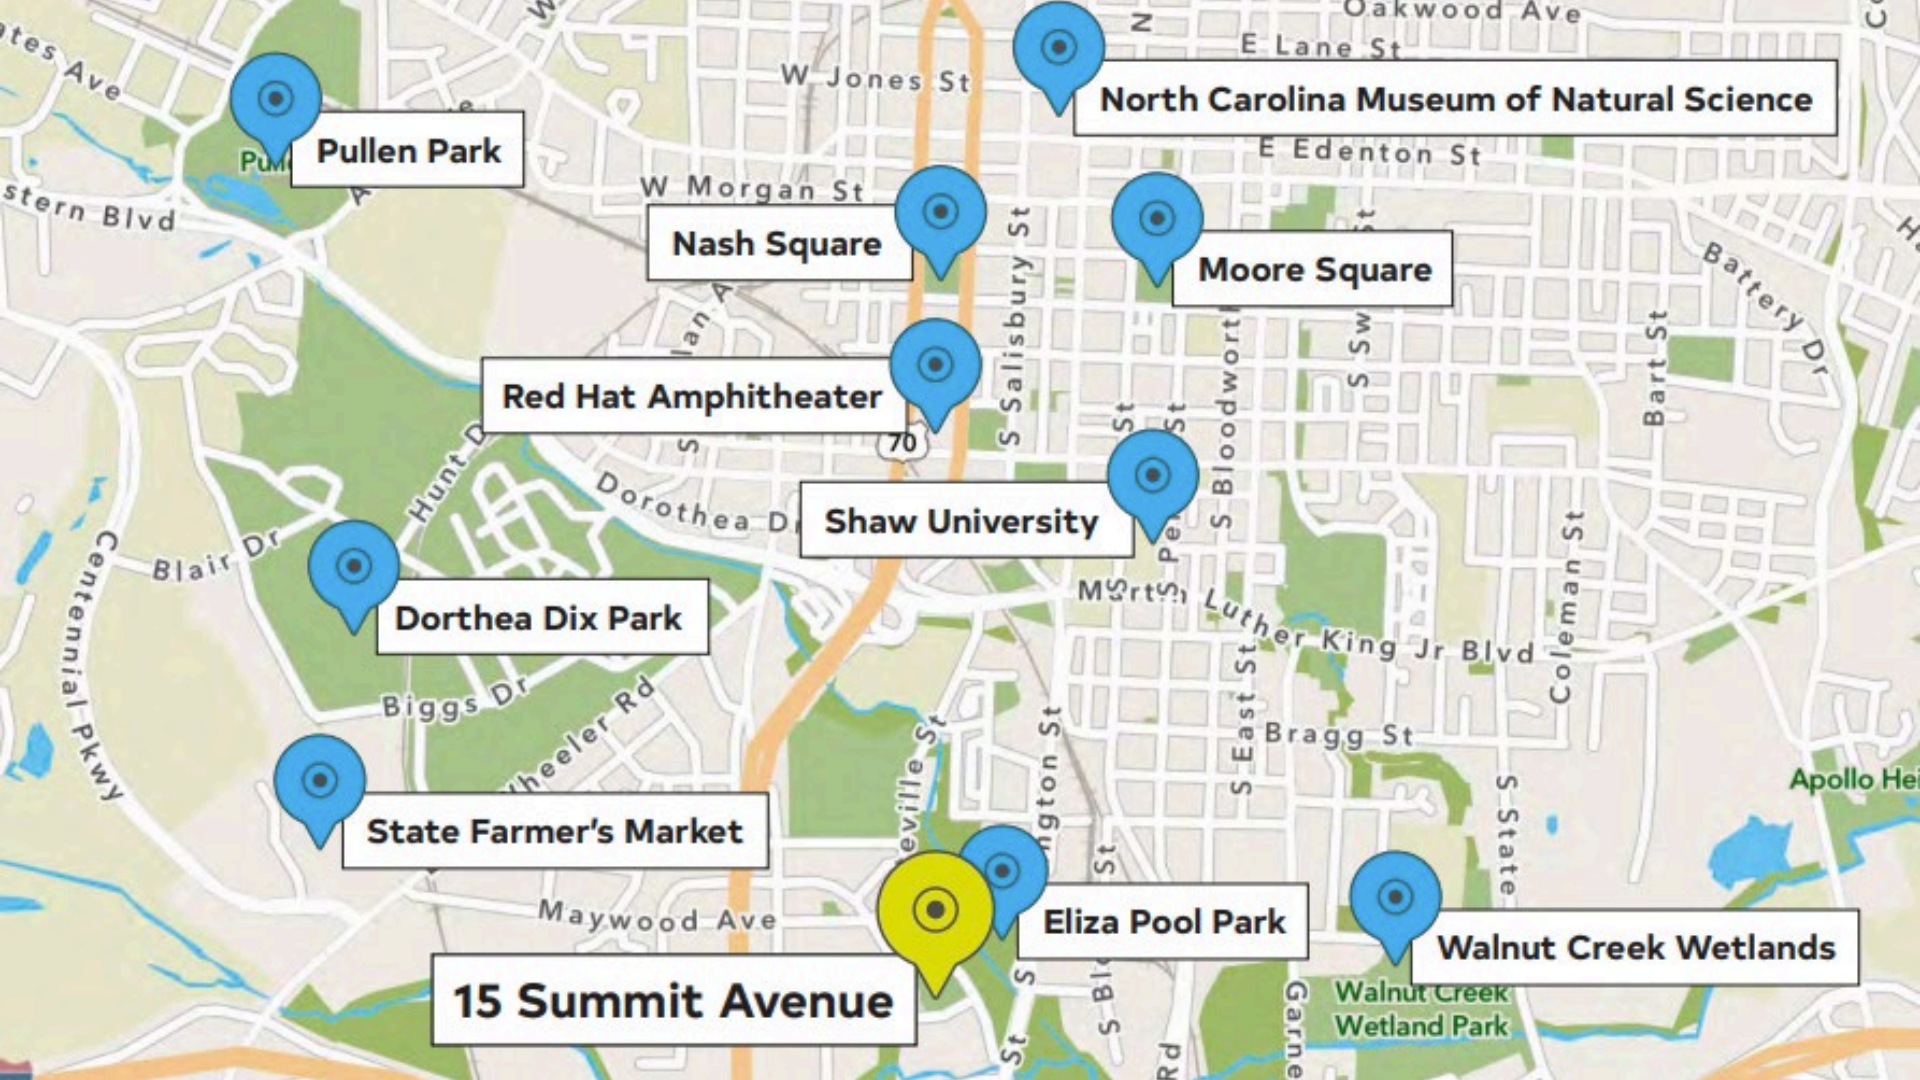 Oakwood Ave
E Lane St
W Jones St
North Carolina Museum of Natural Science
Pullen Park
E Edenton St
W Morgan St
Nash Square
Moore Square
Battery Dr
S Salisbury St
Bart St
Red Hat Amphitheater
70
S Bloodworth
Hunt D
Dorothea Dr
Shaw University
Blair Dr
Dorthea Dix Park
Centennial Pkwy
Martin Luther King Jr Blvd
Coleman St
Biggs Dr
S East St
Bragg St
State Farmer's Market
Apollo Hei
S State
Maywood Ave
Eliza Pool Park
Walnut Creek Wetlands
15 Summit Avenue
Walnut Creek
Wetland Park